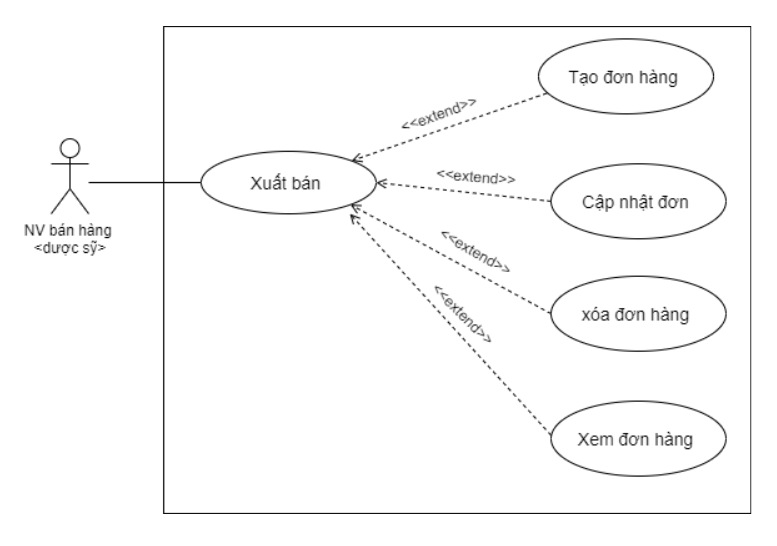 Tạo đơn hàng
<<extend>>
Xuất bán
<<extend>>
Cập nhật đơn
NV bán hàng
<dược sỹ>
<<extend>>
xóa đơn hàng
<<extend>>
Xem đơn hàng